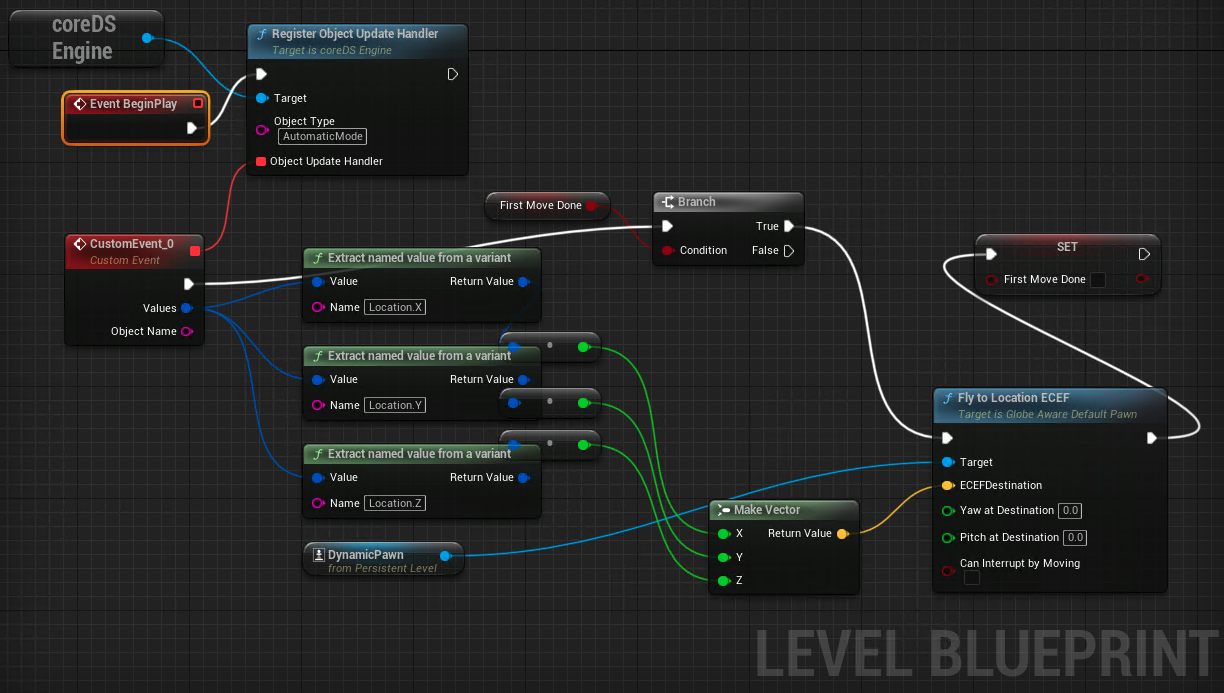 coreDS
Engine
Register Object Update Handler
Target is coreDS Engine
Target
Object Type
AutomaticMode
Object Update Handler
Event BeginPlay
CustomEvent_0
Custom Event
Values
Object Name
First Move Done
Branch
True
Condition
False
Extract named value from a variant
Value Return Value
Name Location.X
Extract named value from a variant
Value Return Value
Name Location.Y
Extract named value from a variant
Value Return Value
Name Location.Z
DynamicPawn
from Persistent Level
Make Vector
X Return Value
Y
Z
SET
First Move Done
Fly to Location ECEF
Target is Globe Aware Default Pawn
Target
ECEFDestination
Yaw at Destination 0.0
Pitch at Destination 0.0
Can Interrupt by Moving
LEVEL BLUEPRINT